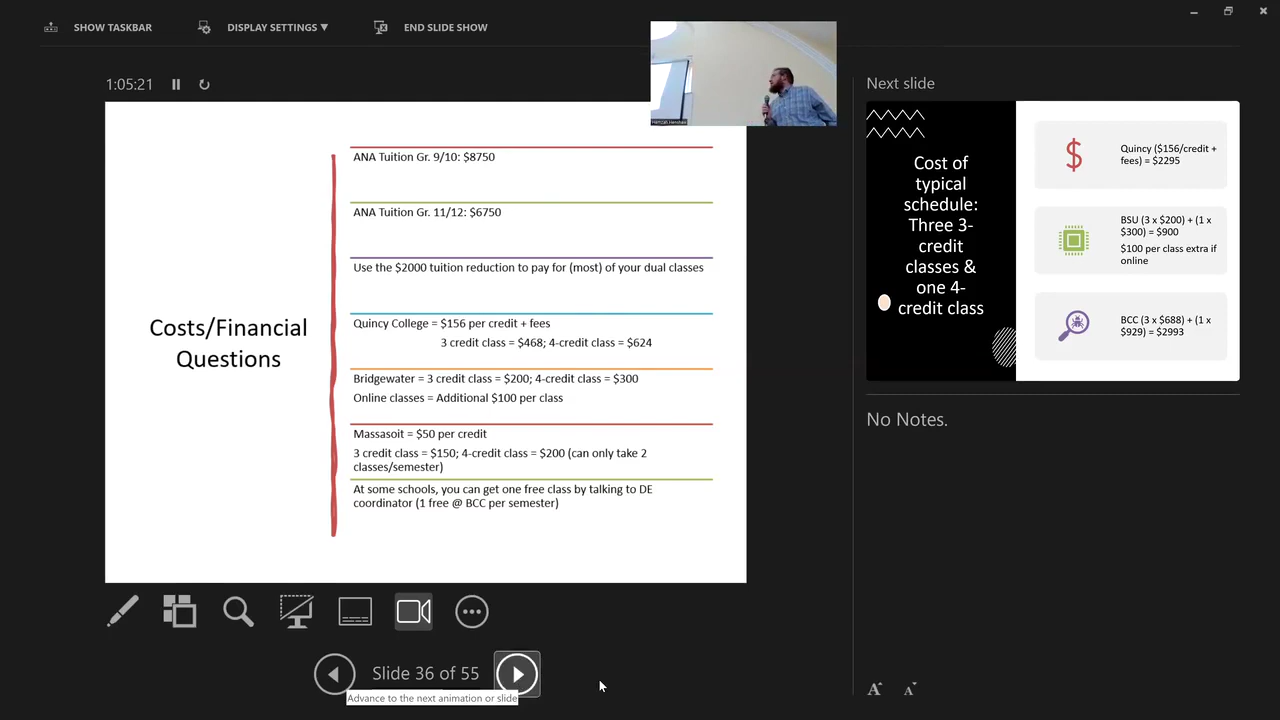 SHOW TASKBAR
DISPLAY SETTINGS ▼
END SLIDE SHOW
1:05:21
Costs/Financial
Questions
ANA Tuition Gr. 9/10: $8750
ANA Tuition Gr. 11/12: $6750
Use the $2000 tuition reduction to pay for (most) of your dual classes
Quincy College = $156 per credit + fees
3 credit class = $468; 4-credit class = $624
Bridgewater = 3 credit class = $200; 4-credit class = $300
Online classes = Additional $100 per class
Massasoit = $50 per credit
3 credit class = $150; 4-credit class = $200 (can only take 2
classes/semester)
At some schools, you can get one free class by talking to DE
coordinator (1 free @ BCC per semester)
Slide 36 of 55
Advance to the next animation or slide
Next slide
Cost of
typical
schedule:
Three 3-
credit
classes &
one 4-
credit class
Quincy ($156/credit +
fees) = $2295
BSU (3 x $200) + (1 x
$300) = $900
$100 per class extra if
online
BCC (3 x $688) + (1 x
$929) = $2993
No Notes.